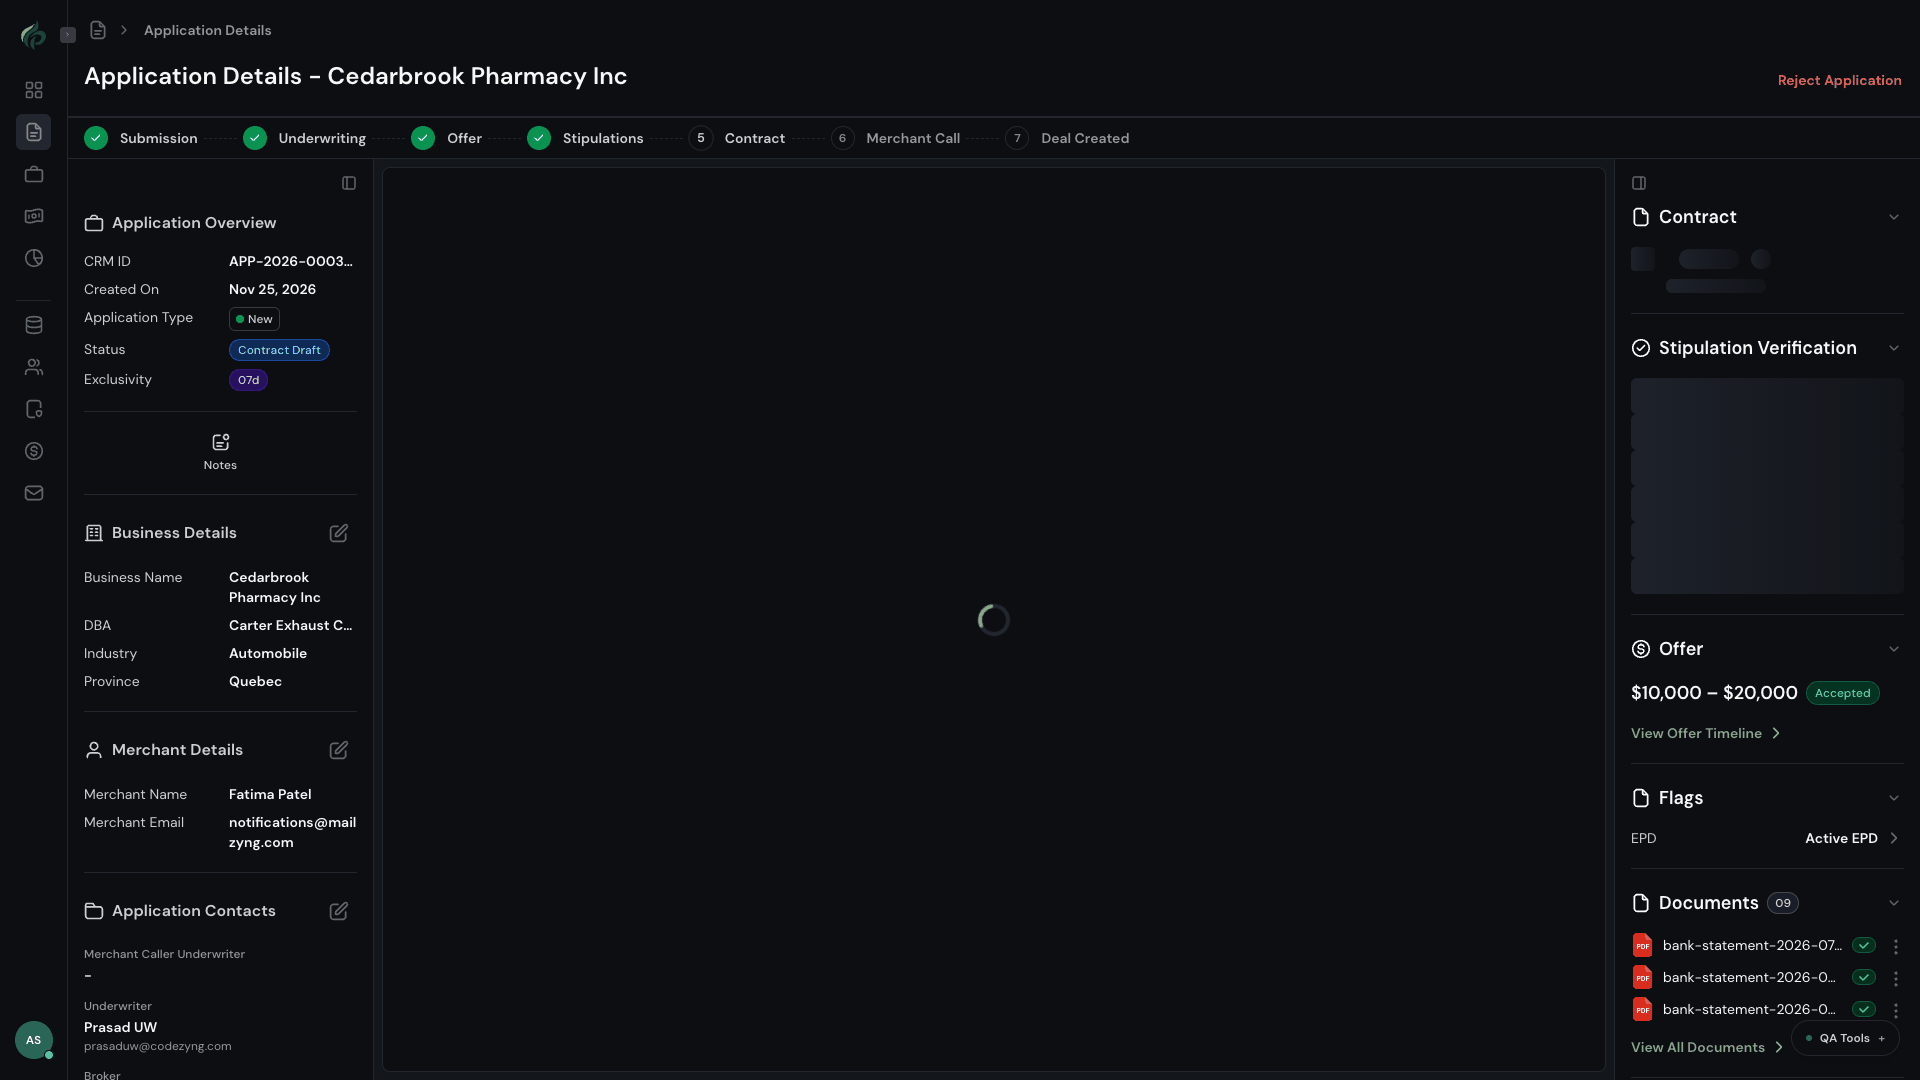 Application Details
Application Details – Cedarbrook Pharmacy Inc
Reject Application
Submission
Underwriting
Offer
Stipulations
5 Contract
6 Merchant Call
7 Deal Created
Application Overview
CRM ID APP-2026-0003...
Created On Nov 25, 2026
Application Type New
Status Contract Draft
Exclusivity 07d
Notes
Business Details
Business Name Cedarbrook
Pharmacy Inc
DBA Carter Exhaust C...
Industry Automobile
Province Quebec
Merchant Details
Merchant Name Fatima Patel
Merchant Email notifications@mail
zyng.com
Application Contacts
Merchant Caller Underwriter
-
Underwriter
Prasad UW
prasaduw@codezyng.com
Broker
AS
Contract
Stipulation Verification
Offer
$10,000 – $20,000 Accepted
View Offer Timeline
Flags
EPD Active EPD
Documents 09
PDF bank-statement-2026-07...
PDF bank-statement-2026-0...
PDF bank-statement-2026-0...
View All Documents
QA Tools +